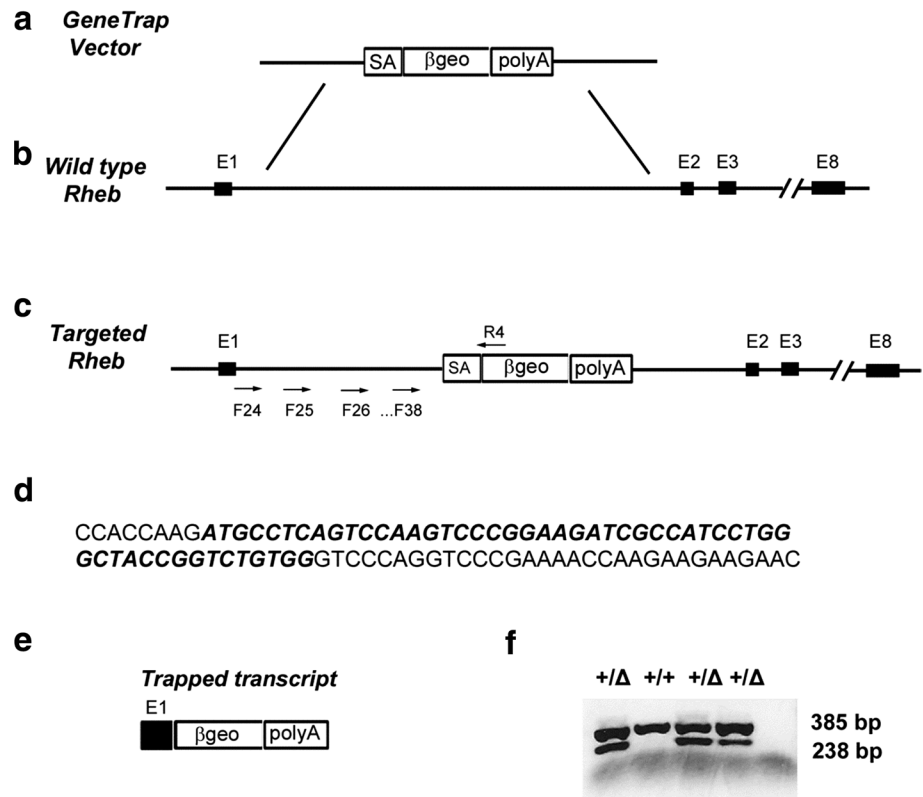 a GeneTrap
Vector
SA βgeo polyA
b Wild type
Rheb
E1 E2 E3 E8
c Targeted
Rheb
E1 R4 E2 E3 E8
SA βgeo polyA
F24 F25 F26 ...F38
d
CCACCAAGATGCCTCAGTCCAAGTCCCGGAAGATCGCCATCCTGG
GCTACCGGTCTGTGGGTCCCAGGTCCCGAAAACCAAGAAGAAGAAC
e
Trapped transcript
E1
βgeo polyA
f
+/Δ +/+ +/Δ +/Δ
385 bp
238 bp